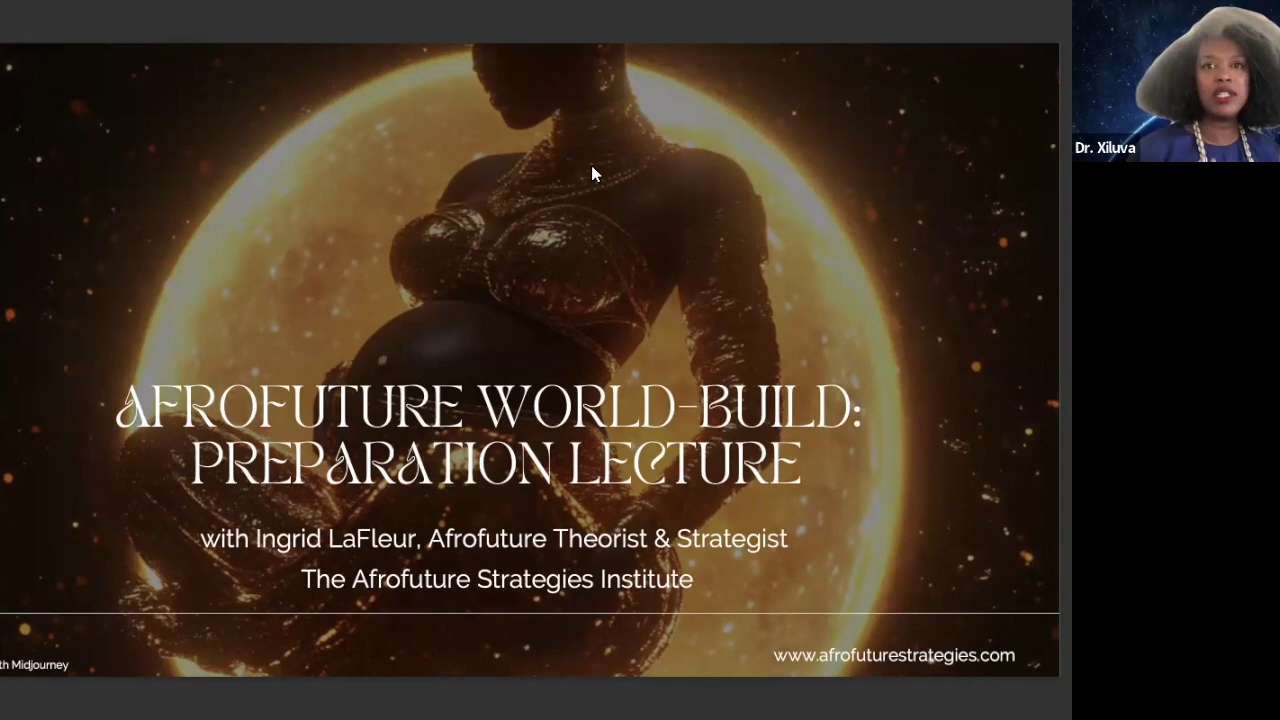 AFROFUTURE WORLD-BUILD:
PREPARATION LECTURE
with Ingrid LaFleur, Afrofuture Theorist & Strategist
The Afrofuture Strategies Institute
Midjourney
www.afrofuturestrategies.com
Dr. Xiluva